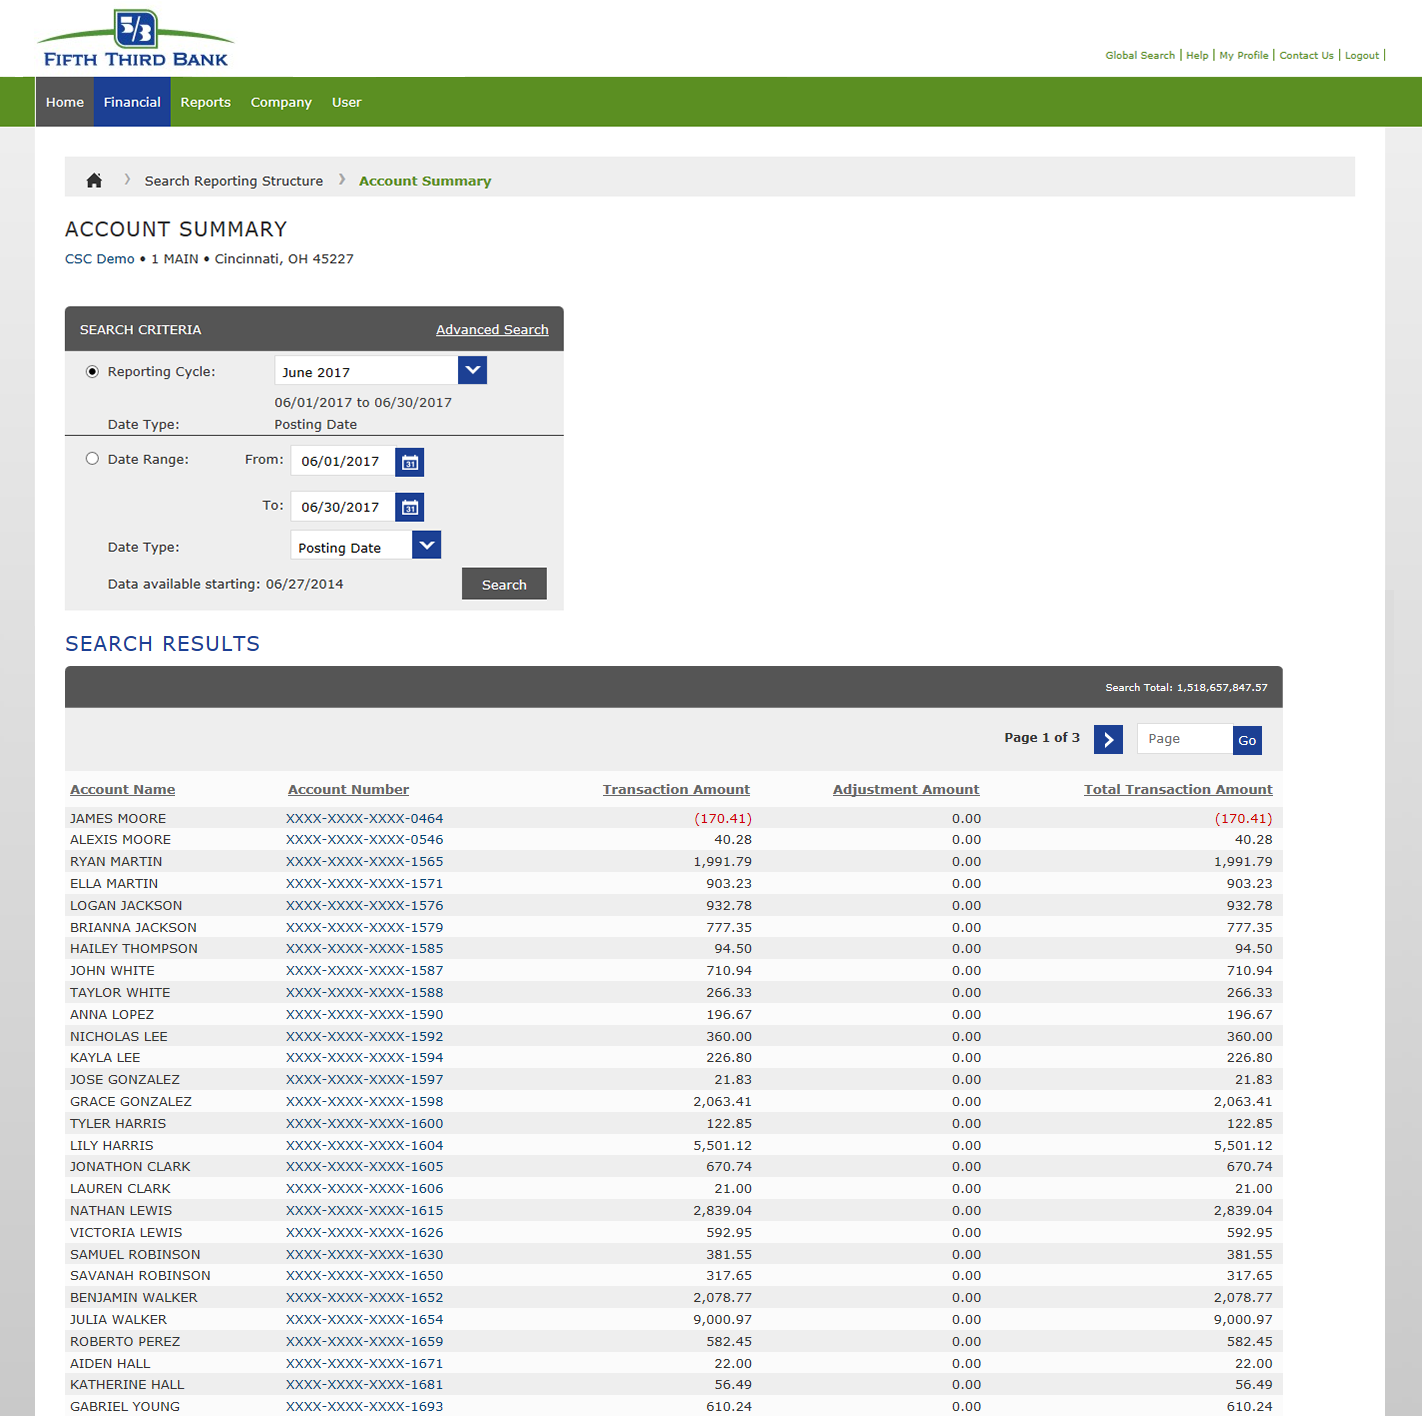 5/3
FIFTH THIRD BANK
Global Search | Help | My Profile | Contact Us | Logout |
Home Financial Reports Company User
Search Reporting Structure Account Summary
ACCOUNT SUMMARY
CSC Demo • 1 MAIN • Cincinnati, OH 45227
SEARCH CRITERIA Advanced Search
Reporting Cycle: June 2017
06/01/2017 to 06/30/2017
Date Type: Posting Date
Date Range: From: 06/01/2017 31
To: 06/30/2017 31
Date Type: Posting Date
Data available starting: 06/27/2014 Search
SEARCH RESULTS
Search Total: 1,518,657,847.57
Page 1 of 3 Page Go
Account Name Account Number Transaction Amount Adjustment Amount Total Transaction Amount
JAMES MOORE XXXX-XXXX-XXXX-0464 (170.41) 0.00 (170.41)
ALEXIS MOORE XXXX-XXXX-XXXX-0546 40.28 0.00 40.28
RYAN MARTIN XXXX-XXXX-XXXX-1565 1,991.79 0.00 1,991.79
ELLA MARTIN XXXX-XXXX-XXXX-1571 903.23 0.00 903.23
LOGAN JACKSON XXXX-XXXX-XXXX-1576 932.78 0.00 932.78
BRIANNA JACKSON XXXX-XXXX-XXXX-1579 777.35 0.00 777.35
HAILEY THOMPSON XXXX-XXXX-XXXX-1585 94.50 0.00 94.50
JOHN WHITE XXXX-XXXX-XXXX-1587 710.94 0.00 710.94
TAYLOR WHITE XXXX-XXXX-XXXX-1588 266.33 0.00 266.33
ANNA LOPEZ XXXX-XXXX-XXXX-1590 196.67 0.00 196.67
NICHOLAS LEE XXXX-XXXX-XXXX-1592 360.00 0.00 360.00
KAYLA LEE XXXX-XXXX-XXXX-1594 226.80 0.00 226.80
JOSE GONZALEZ XXXX-XXXX-XXXX-1597 21.83 0.00 21.83
GRACE GONZALEZ XXXX-XXXX-XXXX-1598 2,063.41 0.00 2,063.41
TYLER HARRIS XXXX-XXXX-XXXX-1600 122.85 0.00 122.85
LILY HARRIS XXXX-XXXX-XXXX-1604 5,501.12 0.00 5,501.12
JONATHON CLARK XXXX-XXXX-XXXX-1605 670.74 0.00 670.74
LAUREN CLARK XXXX-XXXX-XXXX-1606 21.00 0.00 21.00
NATHAN LEWIS XXXX-XXXX-XXXX-1615 2,839.04 0.00 2,839.04
VICTORIA LEWIS XXXX-XXXX-XXXX-1626 592.95 0.00 592.95
SAMUEL ROBINSON XXXX-XXXX-XXXX-1630 381.55 0.00 381.55
SAVANAH ROBINSON XXXX-XXXX-XXXX-1650 317.65 0.00 317.65
BENJAMIN WALKER XXXX-XXXX-XXXX-1652 2,078.77 0.00 2,078.77
JULIA WALKER XXXX-XXXX-XXXX-1654 9,000.97 0.00 9,000.97
ROBERTO PEREZ XXXX-XXXX-XXXX-1659 582.45 0.00 582.45
AIDEN HALL XXXX-XXXX-XXXX-1671 22.00 0.00 22.00
KATHERINE HALL XXXX-XXXX-XXXX-1681 56.49 0.00 56.49
GABRIEL YOUNG XXXX-XXXX-XXXX-1693 610.24 0.00 610.24